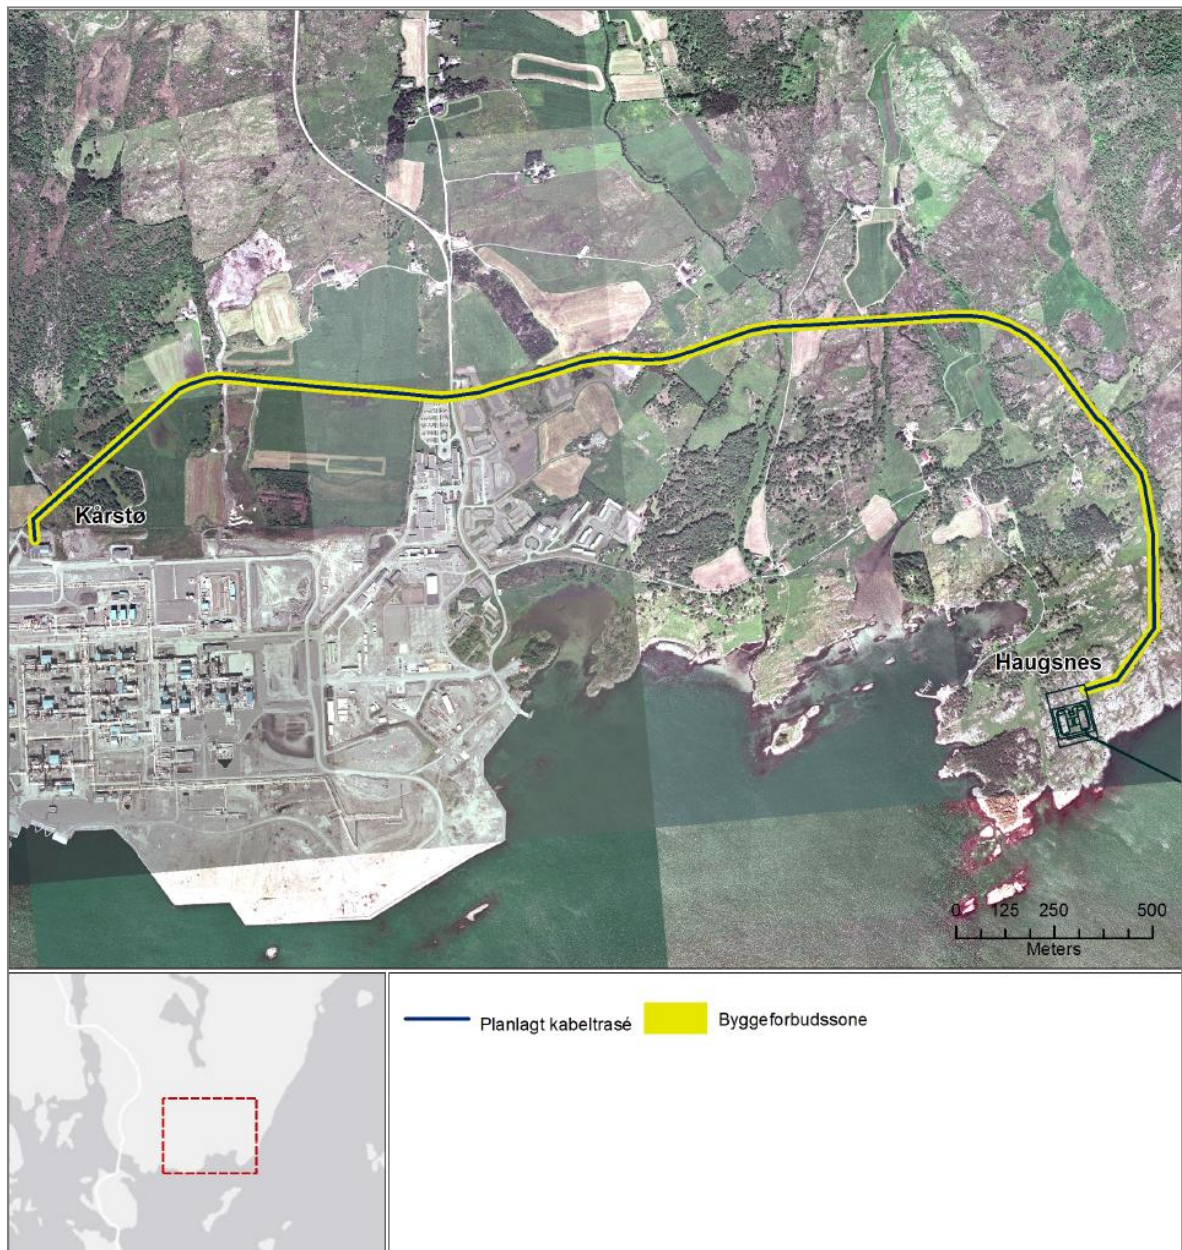 Kårstø
Haugsnes
0 125 250 500
Meters
Planlagt kabeltrasé
Byggeforbudssone